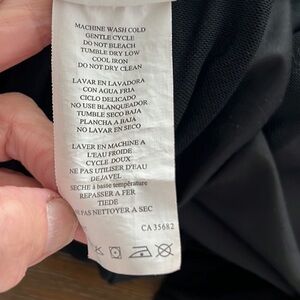 MACHINE WASH COLD
GENTLE CYCLE
DO NOT BLEACH
TUMBLE DRY LOW
COOL IRON
DO NOT DRY CLEAN
LAVAR EN LAVADORA
CON AGUA FRIA
CICLO DELICADO
NO USE BLANQUEADOR
TUMBLE SECO BAJA
PLANCHA A BAJA
NO LAVAR EN SECO
LAVER EN MACHINE A
L'EAU FROIDE
CYCLE DOUX
NE PAS UTILISER D'EAU
DE JAVEL
SECHE à basse température
REPASSER A FER
TIEDE
NE PAS NETTOYER A SEC
CA 35682